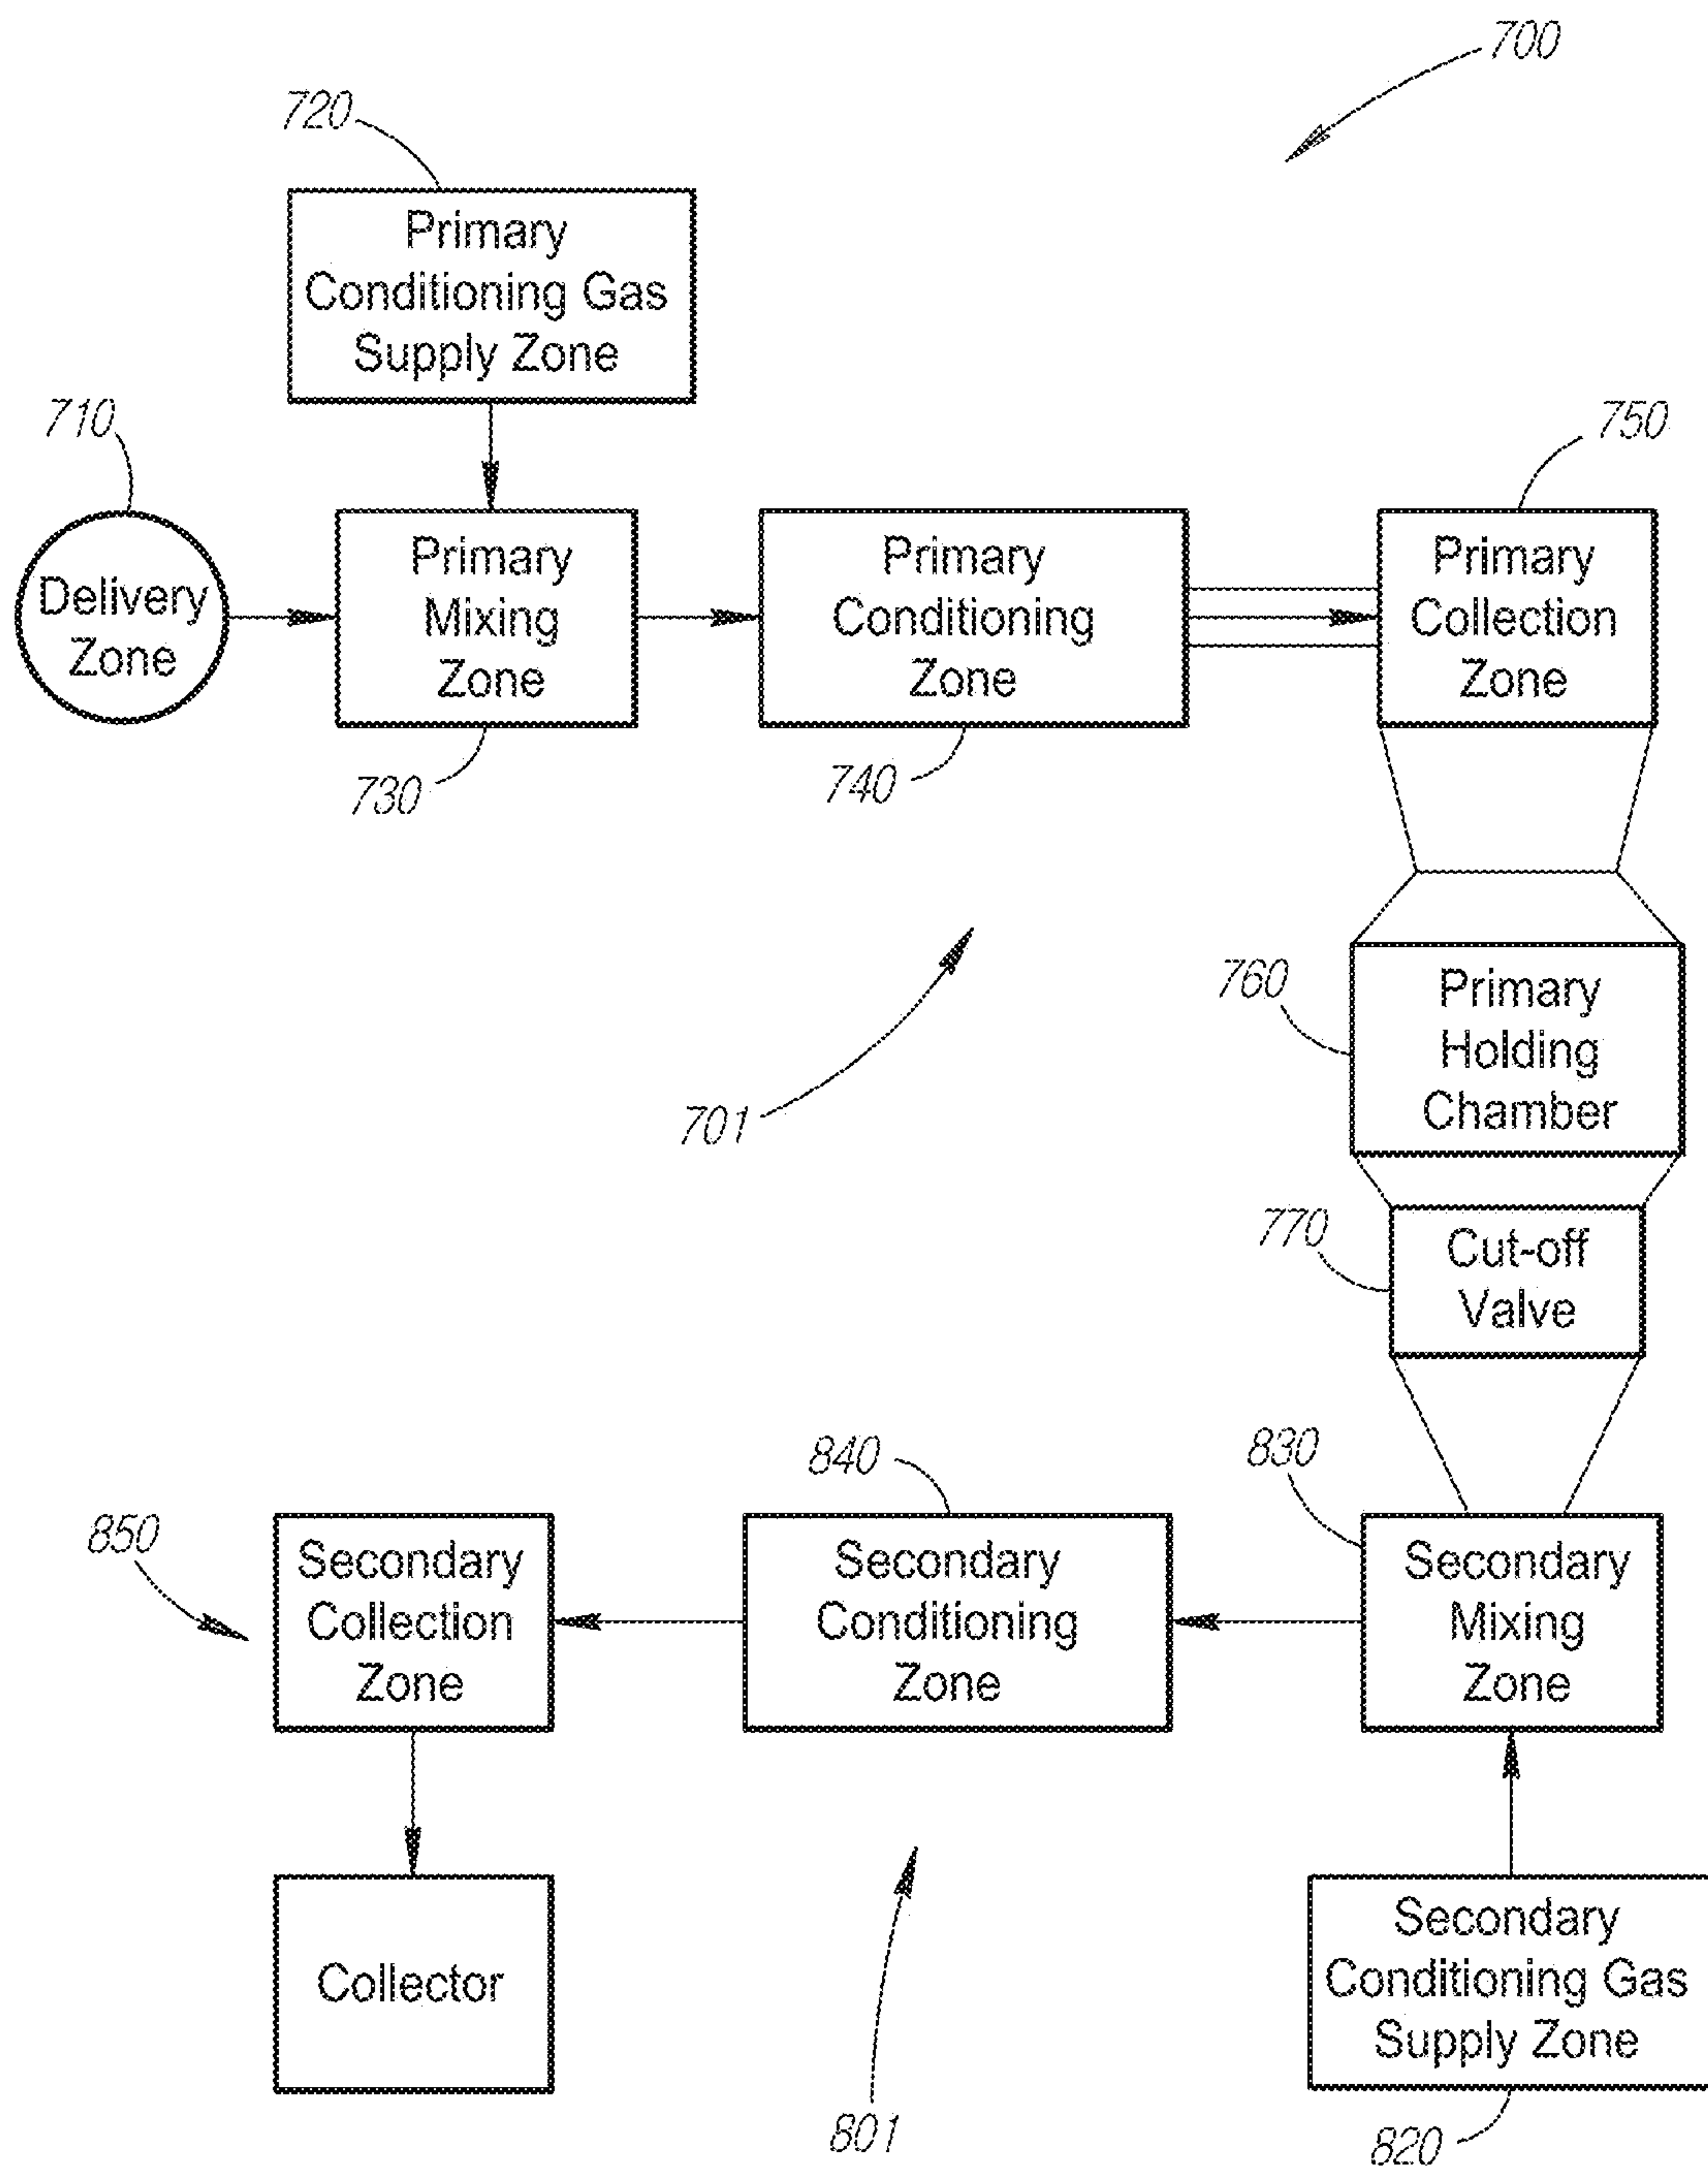 700
720
Primary
Conditioning Gas
Supply Zone
710
750
Delivery
Zone
Primary
Mixing
Zone
Primary
Conditioning
Zone
Primary
Collection
Zone
730
740
760
Primary
Holding
Chamber
701
770
Cut-off
Valve
840
830
850
Secondary
Collection
Zone
Secondary
Conditioning
Zone
Secondary
Mixing
Zone
Collector
Secondary
Conditioning Gas
Supply Zone
801
820